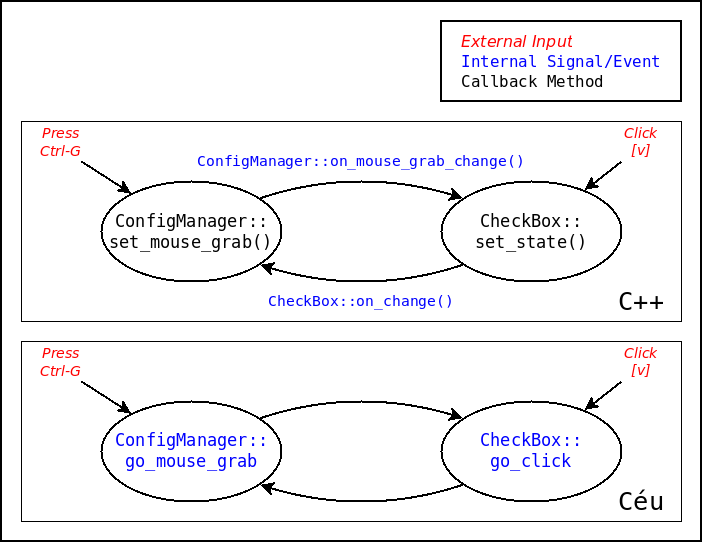 External Input
Internal Signal/Event
Callback Method
Press
Ctrl-G
Click
[v]
ConfigManager::on_mouse_grab_change()
ConfigManager::
set_mouse_grab()
CheckBox::
set_state()
CheckBox::on_change()
C++
Press
Ctrl-G
Click
[v]
ConfigManager::
go_mouse_grab
CheckBox::
go_click
Céu